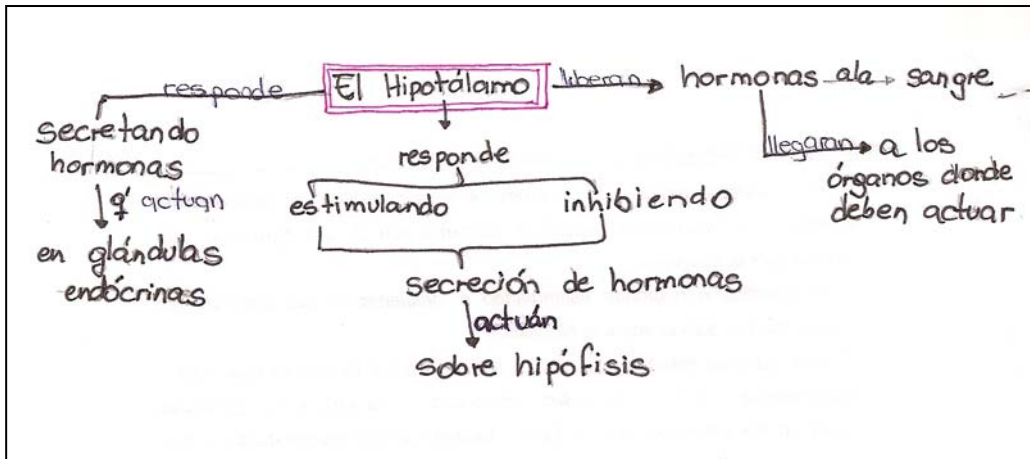 El Hipotálamo
responde
secretando
hormonas
q' actuan
en glándulas
endócrinas
responde
estimulando inhibiendo
secreción de hormonas
actuán
sobre hipófisis
liberan hormonas ala sangre
llegaran a los
órganos donde
deben actuar.